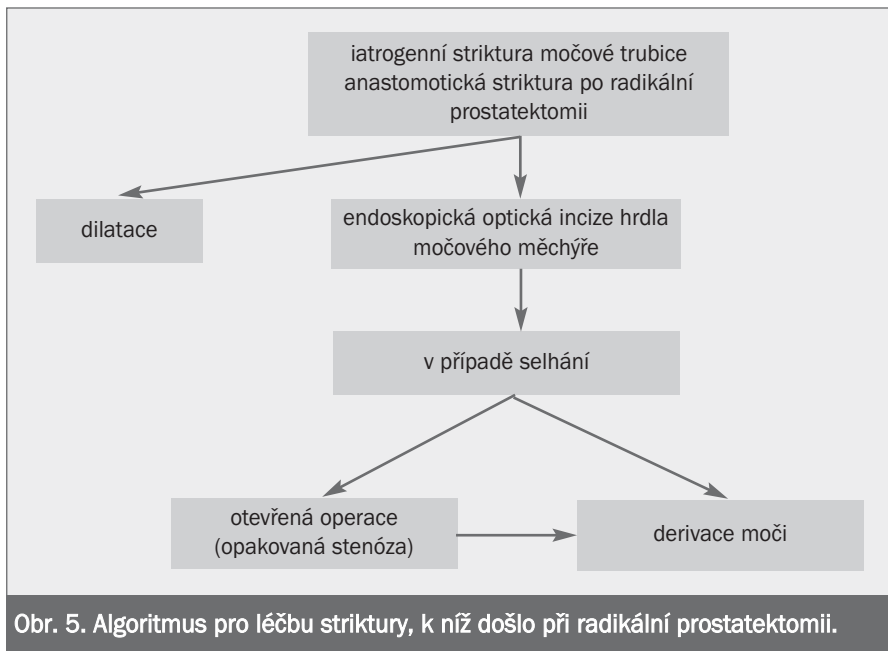 iatrogenní striktura močové trubice
anastomotická striktura po radikální
prostatektomii
dilatace
endoskopická optická incize hrdla
močového měchýře
v případě selhání
otevřená operace
(opakovaná stenóza)
derivace moči
Obr. 5. Algoritmus pro léčbu striktury, k níž došlo při radikální prostatektomii.